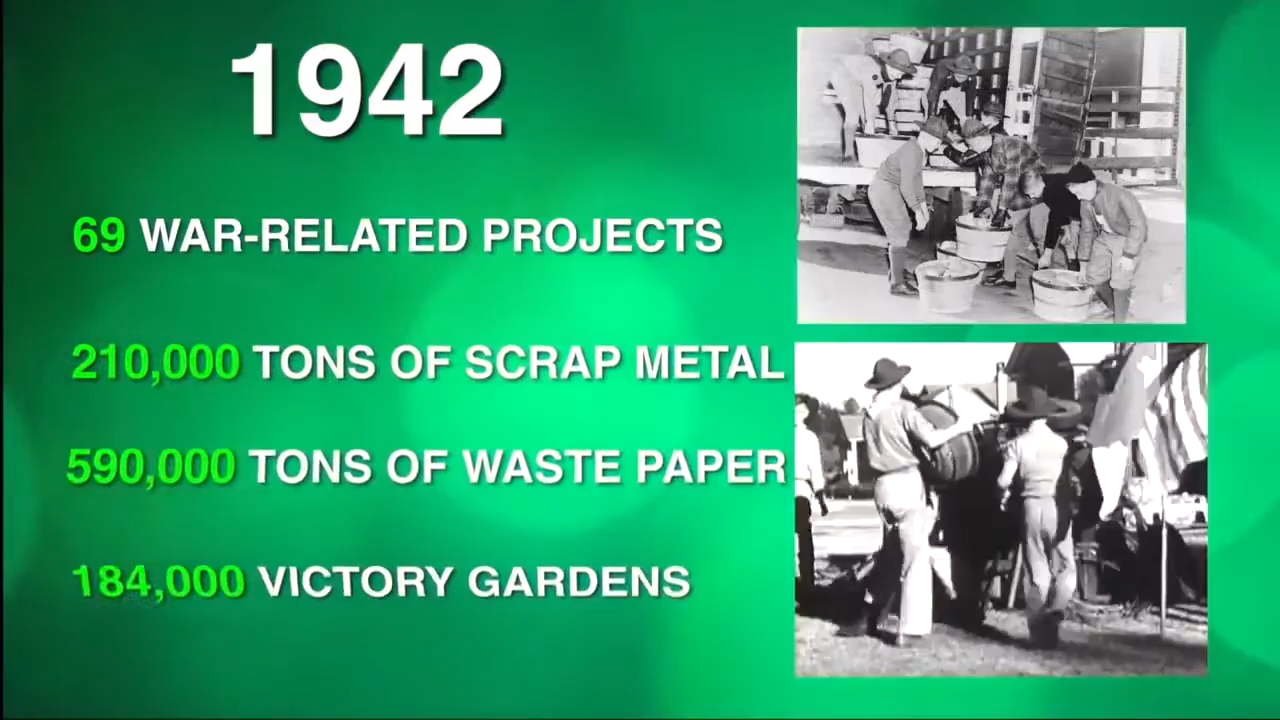 1942
69 WAR-RELATED PROJECTS
210,000 TONS OF SCRAP METAL
590,000 TONS OF WASTE PAPER
184,000 VICTORY GARDENS